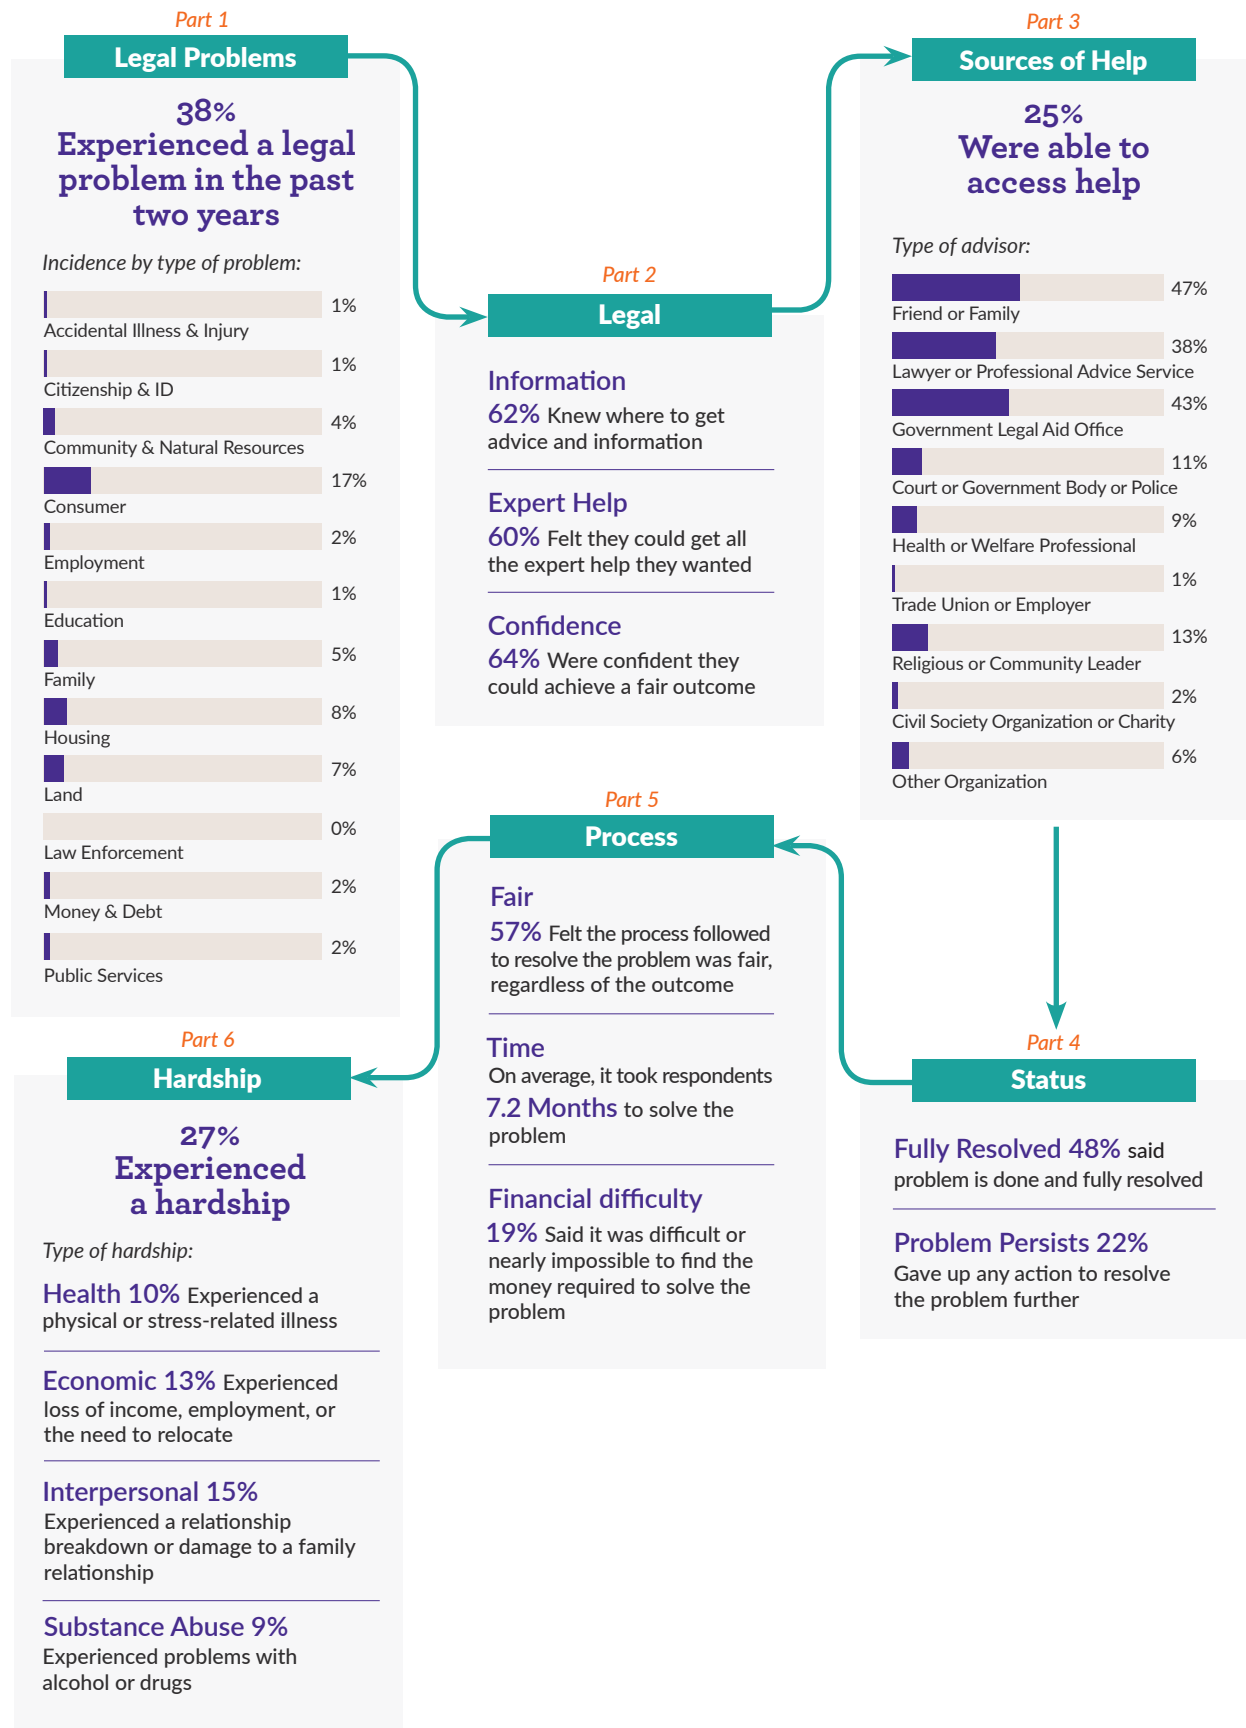 Part 1
Legal Problems
38%
Experienced a legal
problem in the past
two years
Incidence by type of problem:
1%
Accidental Illness & Injury
1%
Citizenship & ID
4%
Community & Natural Resources
17%
Consumer
2%
Employment
1%
Education
5%
Family
8%
Housing
7%
Land
0%
Law Enforcement
2%
Money & Debt
2%
Public Services
Part 2
Legal
Information
62% Knew where to get
advice and information
Expert Help
60% Felt they could get all
the expert help they wanted
Confidence
64% Were confident they
could achieve a fair outcome
Part 3
Sources of Help
25%
Were able to
access help
Type of advisor:
47%
Friend or Family
38%
Lawyer or Professional Advice Service
43%
Government Legal Aid Office
11%
Court or Government Body or Police
9%
Health or Welfare Professional
1%
Trade Union or Employer
13%
Religious or Community Leader
2%
Civil Society Organization or Charity
6%
Other Organization
Part 4
Status
Fully Resolved 48% said
problem is done and fully resolved
Problem Persists 22%
Gave up any action to resolve
the problem further
Part 5
Process
Fair
57% Felt the process followed
to resolve the problem was fair,
regardless of the outcome
Time
On average, it took respondents
7.2 Months to solve the
problem
Financial difficulty
19% Said it was difficult or
nearly impossible to find the
money required to solve the
problem
Part 6
Hardship
27%
Experienced
a hardship
Type of hardship:
Health 10% Experienced a
physical or stress-related illness
Economic 13% Experienced
loss of income, employment, or
the need to relocate
Interpersonal 15%
Experienced a relationship
breakdown or damage to a family
relationship
Substance Abuse 9%
Experienced problems with
alcohol or drugs